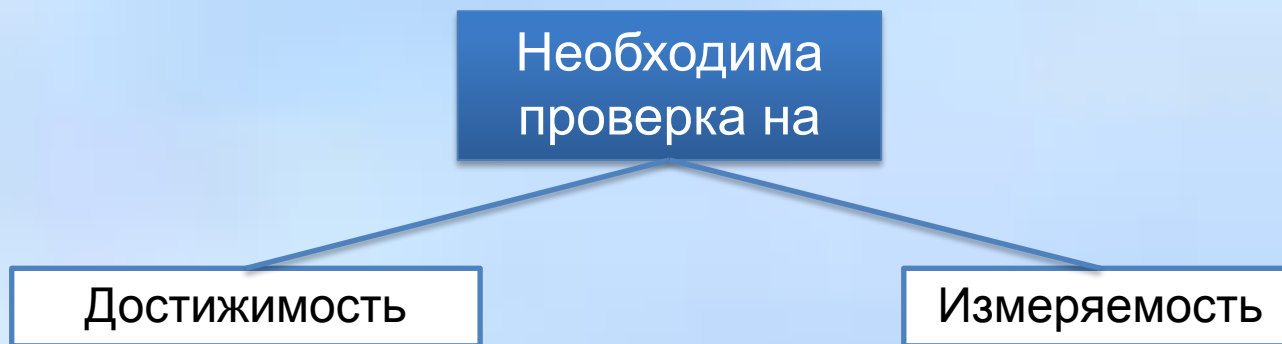 Необходима
проверка на
Достижимость
Измеряемость